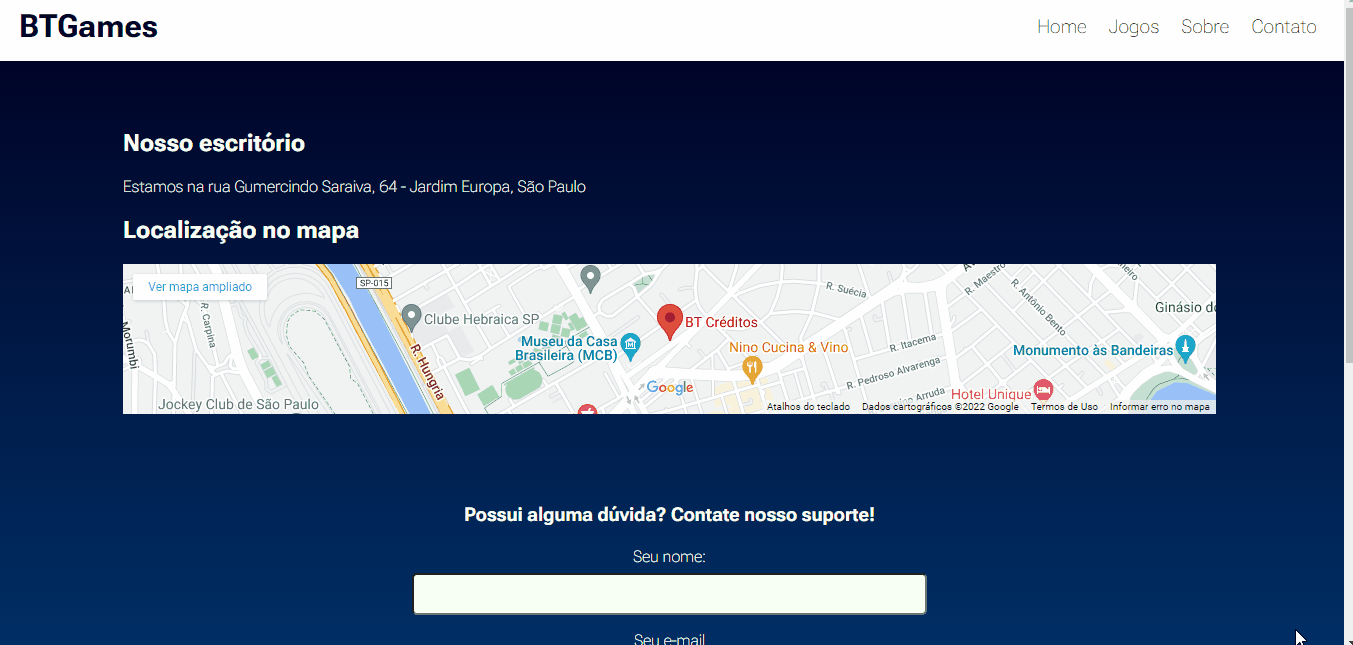 BTGames
Home Jogos Sobre Contato
Nosso escritório
Estamos na rua Gumercindo Saraiva, 64 - Jardim Europa, São Paulo
Localização no mapa
Ver mapa ampliado
SP-015
R. Carpina
Morumbi
Clube Hebraica SP
R. Hungria
Museu da Casa
Brasileira (MCB)
BT Créditos
Nino Cucina & Vino
R. Suécia
R. Maestro
R. Antônio Bento
Ginásio do
R. Itacema
R. Pedroso Alvarenga
Monumento às Bandeiras
Hotel Unique
Arruda
Jockey Club de São Paulo
Google
Atalhos do teclado Dados cartográficos ©2022 Google Termos de Uso Informar erro no mapa
Possui alguma dúvida? Contate nosso suporte!
Seu nome:
Seu e-mail